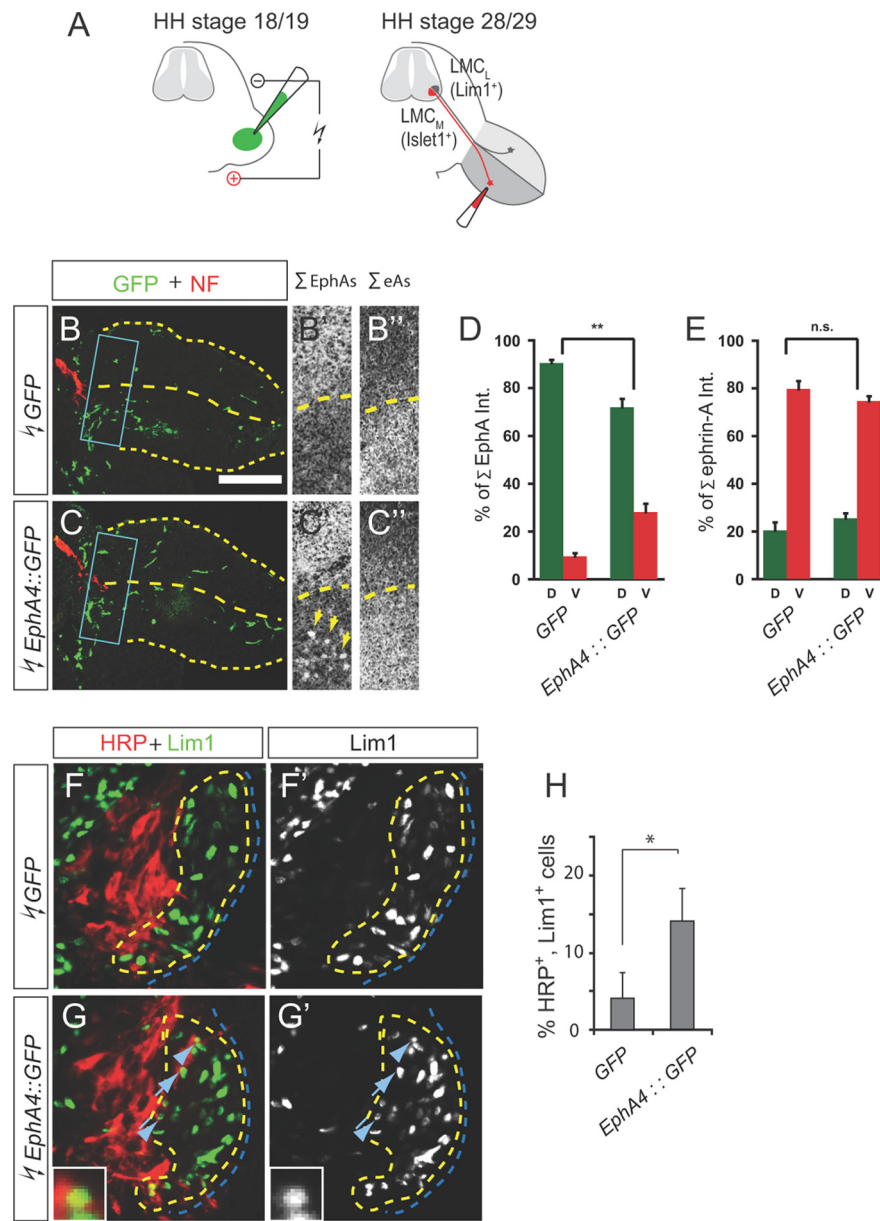 A
HH stage 18/19
HH stage 28/29
−
+
LMC_L
(Lim1⁺)
LMC_M
(Islet1⁺)
GFP + NF
Σ EphAs
Σ eAs
GFP
B
B'
B''
EphA4::GFP
C
C'
C''
D
% of Σ EphA Int.
100
80
60
40
20
0
**
D V D V
GFP
EphA4::GFP
E
% of Σ ephrin-A Int.
100
80
60
40
20
0
n.s.
D V D V
GFP
EphA4::GFP
HRP+ Lim1
Lim1
GFP
F
F'
EphA4::GFP
G
G'
H
% HRP⁺, Lim1⁺ cells
20
10
0
*
GFP
EphA4::GFP